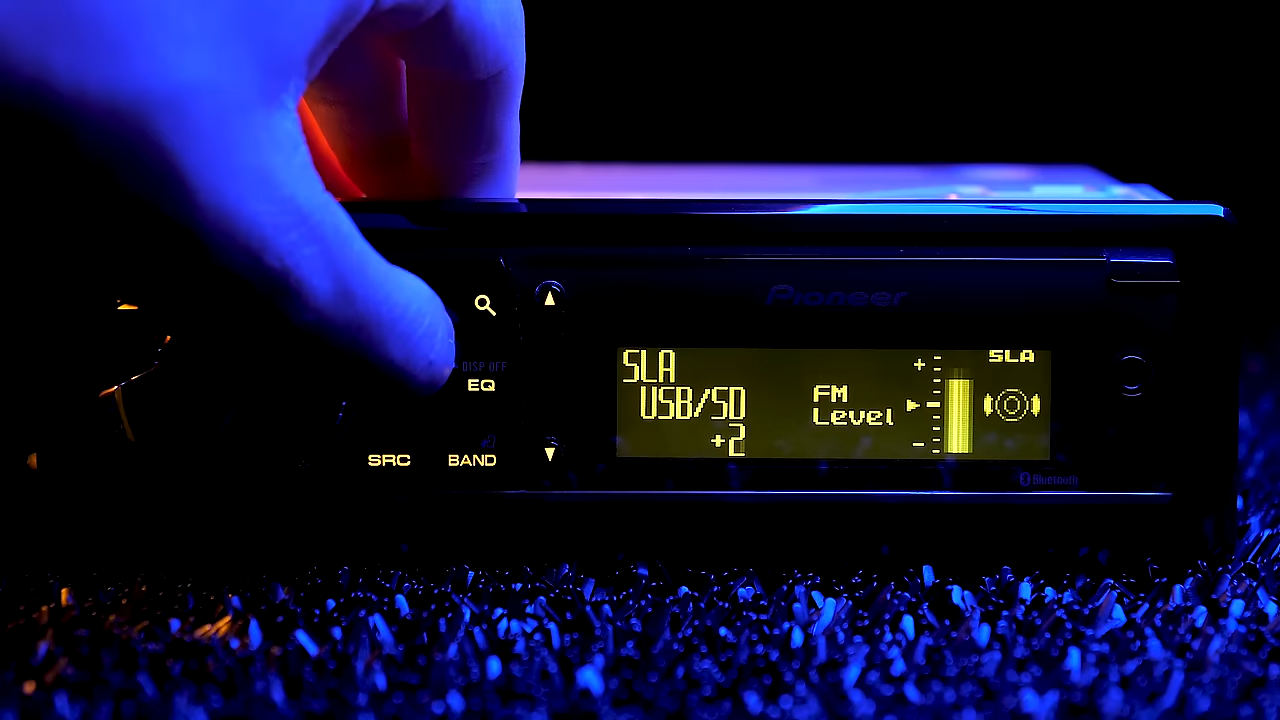 Pioneer
DISP OFF
EQ
SRC
BAND
SLA
USB/SD
+2
FM
Level
+
-
SLA
Bluetooth